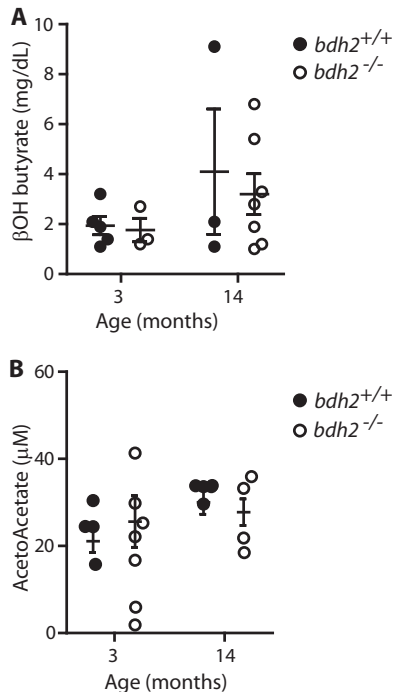 A
βOH butyrate (mg/dL)
10
8
6
4
2
0
3
14
Age (months)
bdh2+/+
bdh2-/-
B
AcetoAcetate (μM)
60
40
20
0
3
14
Age (months)
bdh2+/+
bdh2-/-